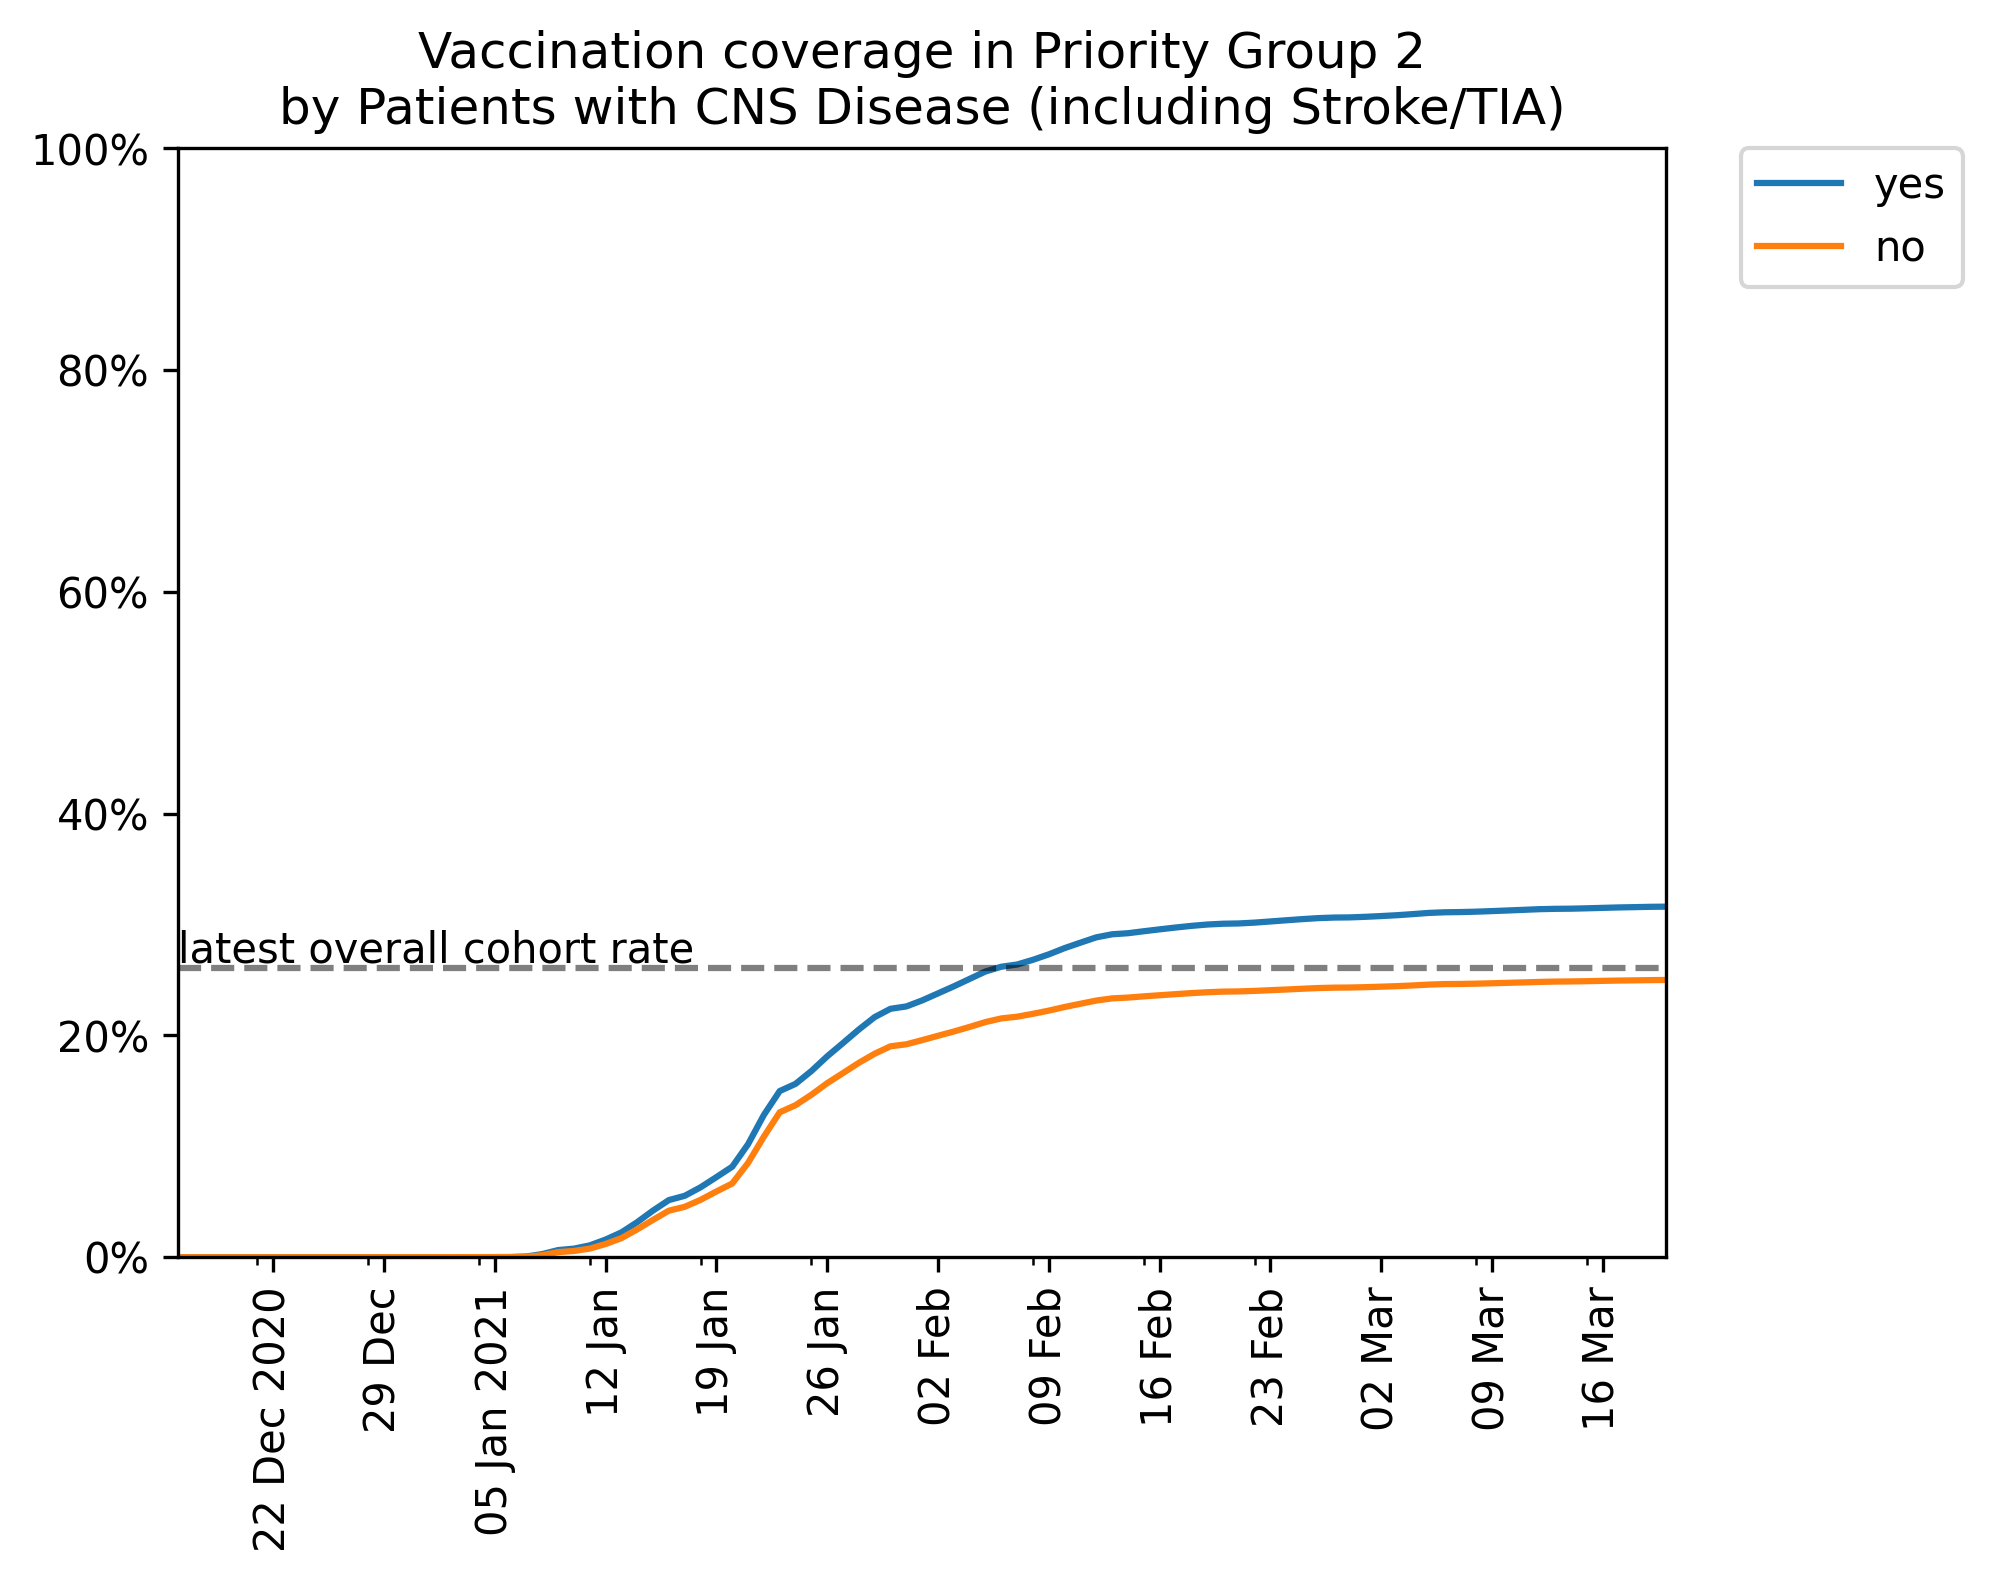 Vaccination coverage in Priority Group 2
by Patients with CNS Disease (including Stroke/TIA)
100%
80%
60%
40%
20%
0%
latest overall cohort rate
yes
no
22 Dec 2020
29 Dec
05 Jan 2021
12 Jan
19 Jan
26 Jan
02 Feb
09 Feb
16 Feb
23 Feb
02 Mar
09 Mar
16 Mar